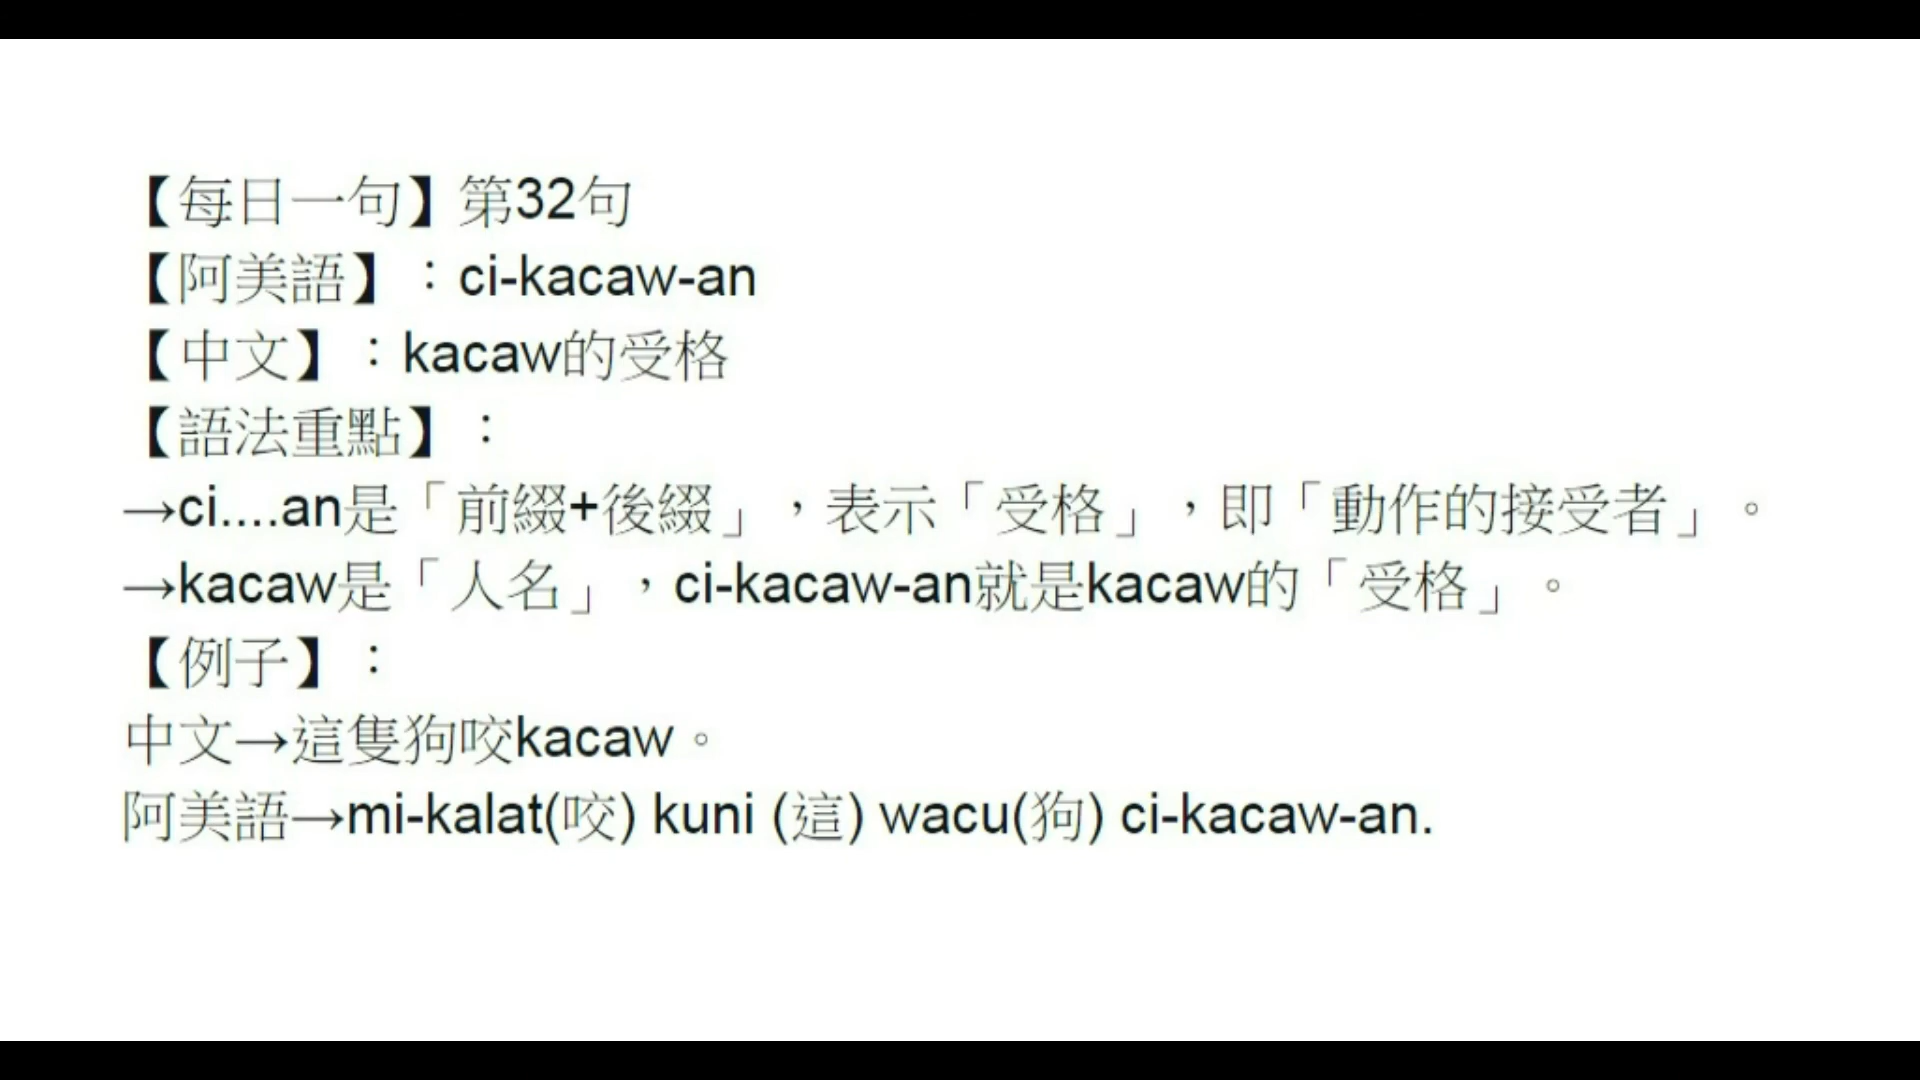 【每日一句】第32句
【阿美語】：ci-kacaw-an
【中文】：kacaw的受格
【語法重點】：
→ci....an是「前綴+後綴」，表示「受格」，即「動作的接受者」。
→kacaw是「人名」，ci-kacaw-an就是kacaw的「受格」。
【例子】：
中文→這隻狗咬kacaw。
阿美語→mi-kalat(咬) kuni (這) wacu(狗) ci-kacaw-an.